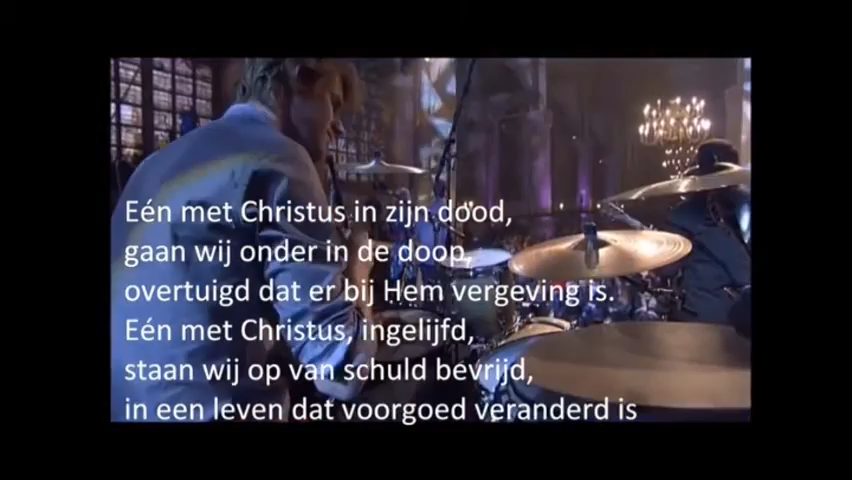 Eén met Christus in zijn dood,
gaan wij onder in de doop,
overtuigd dat er bij Hem vergeving is.
Eén met Christus, ingelijfd,
staan wij op van schuld bevrijd,
in een leven dat voorgoed veranderd is